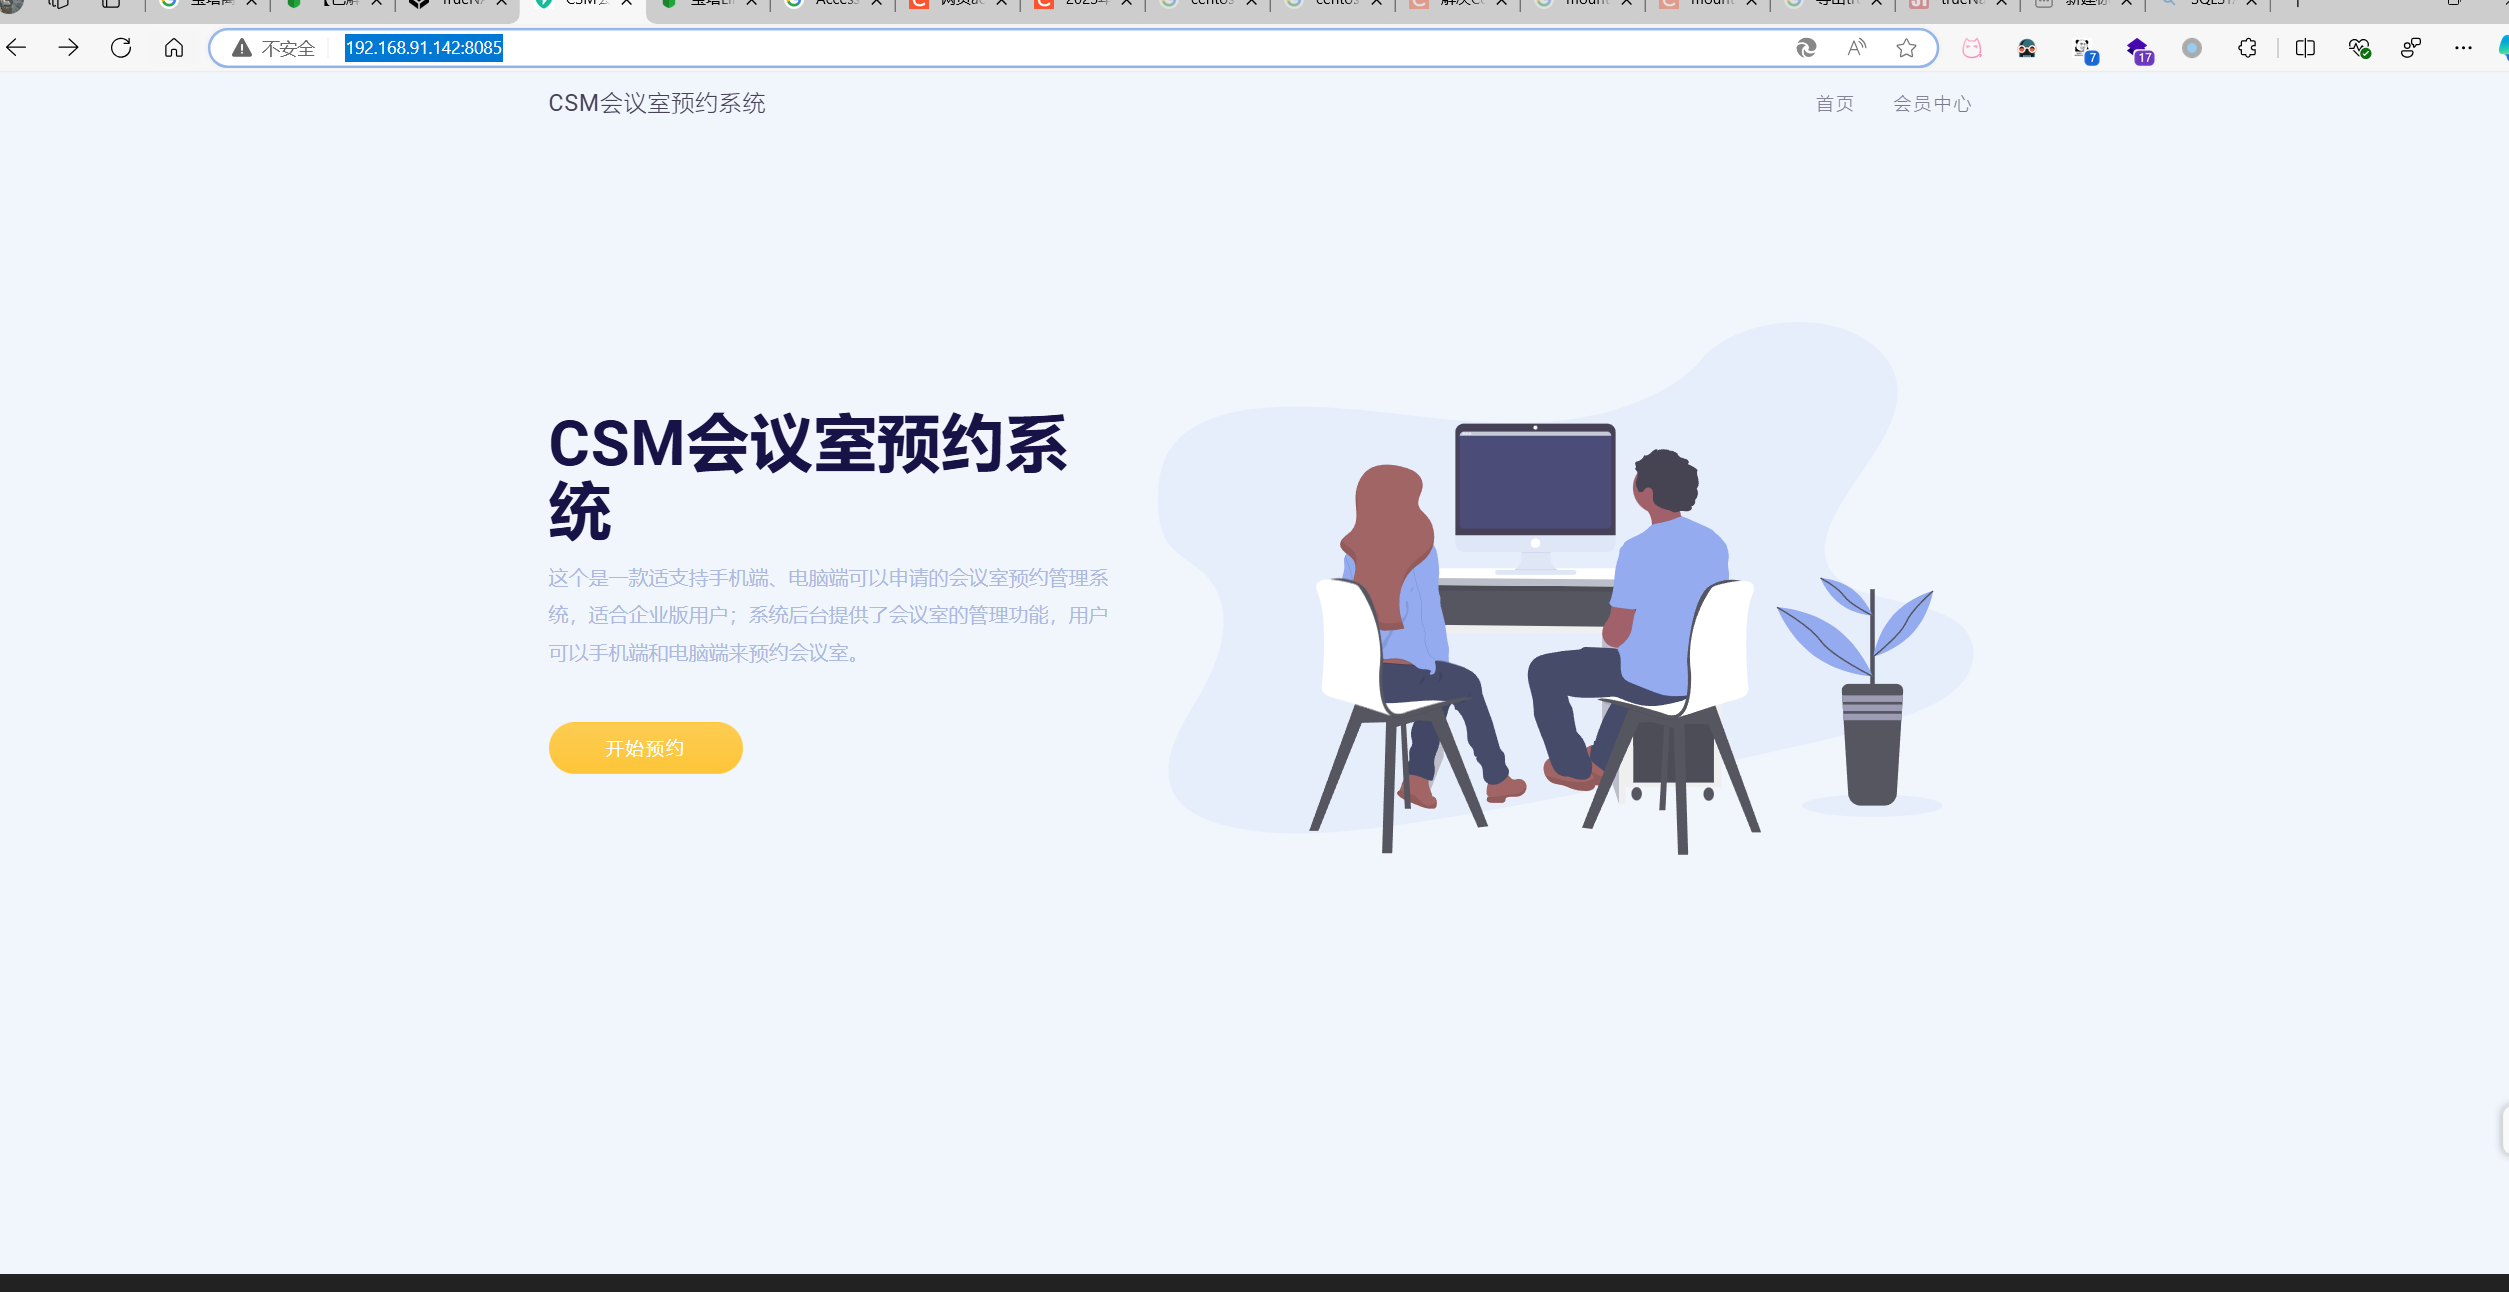 不安全 192.168.91.142:8085
7
17
CSM会议室预约系统
首页 会员中心
CSM会议室预约系
统
这个是一款适支持手机端、电脑端可以申请的会议室预约管理系
统，适合企业版用户；系统后台提供了会议室的管理功能，用户
可以手机端和电脑端来预约会议室。
开始预约